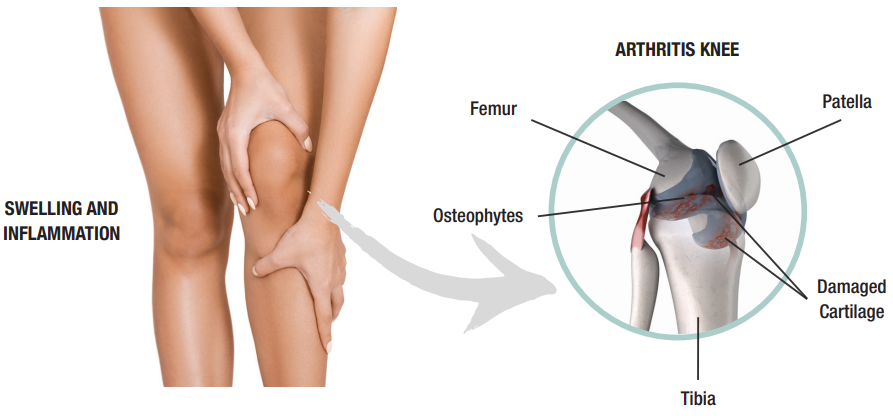 ARTHRITIS KNEE
Femur
Patella
SWELLING AND
INFLAMMATION
Osteophytes
Damaged
Cartilage
Tibia